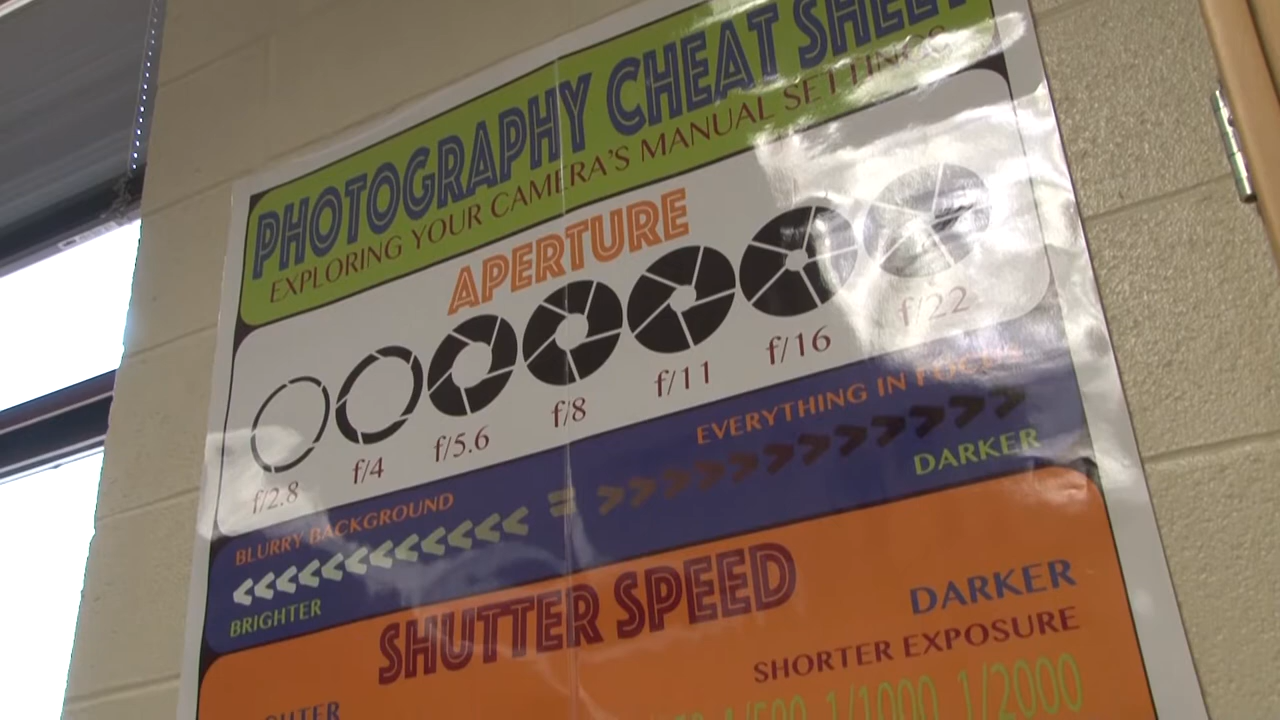 PHOTOGRAPHY CHEAT SHEET
EXPLORING YOUR CAMERA'S MANUAL SETTINGS
APERTURE
f/2.8 f/4 f/5.6 f/8 f/11 f/16 f/22
BLURRY BACKGROUND EVERYTHING IN FOCUS
<<<<<<<<<<< = >>>>>>>>>>>
BRIGHTER DARKER
SHUTTER SPEED
DARKER
SHORTER EXPOSURE
1/500 1/1000 1/2000